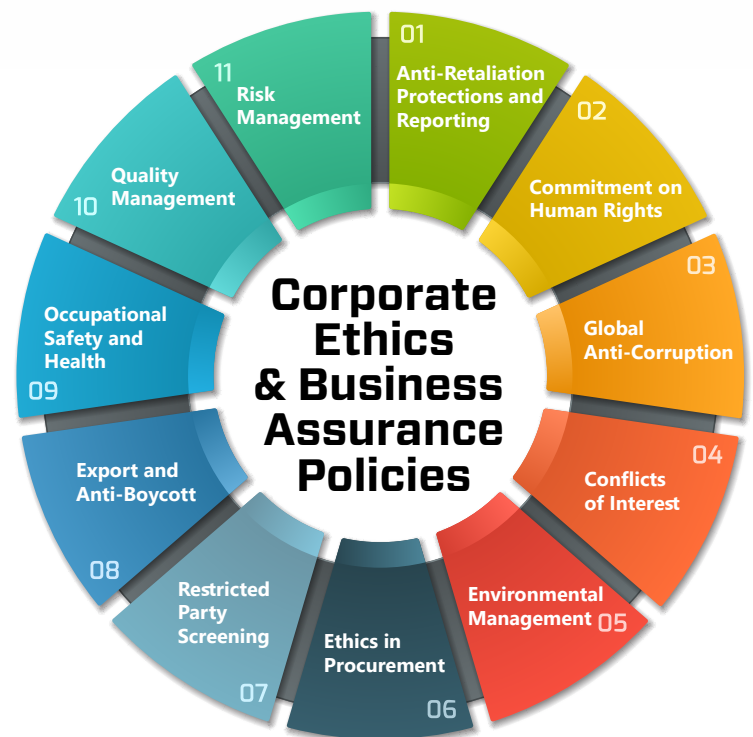 Corporate
Ethics
& Business
Assurance
Policies
01
Anti-Retaliation
Protections and
Reporting
02
Commitment on
Human Rights
03
Global
Anti-Corruption
04
Conflicts
of Interest
Environmental
Management 05
Ethics in
Procurement
06
Restricted
Party
Screening
07
Export and
Anti-Boycott
08
Occupational
Safety and
Health
09
Quality
10 Management
11
Risk
Management